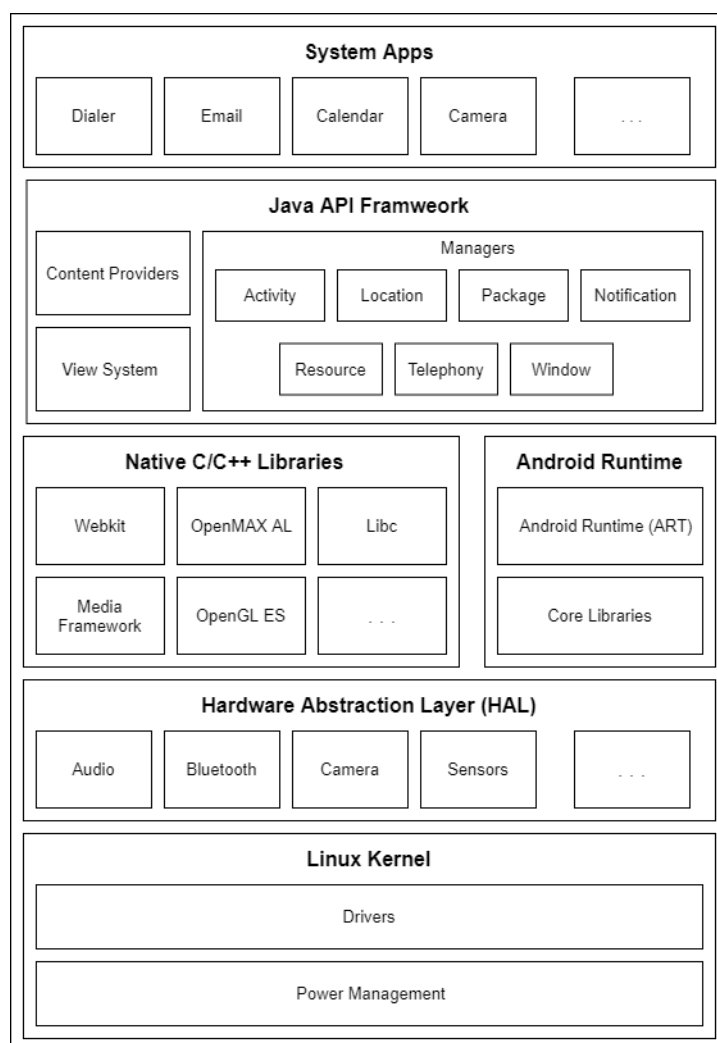 System Apps
Dialer
Email
Calendar
Camera
. . .
Java API Framweork
Content Providers
View System
Managers
Activity
Location
Package
Notification
Resource
Telephony
Window
Native C/C++ Libraries
Webkit
OpenMAX AL
Libc
Media
Framework
OpenGL ES
. . .
Android Runtime
Android Runtime (ART)
Core Libraries
Hardware Abstraction Layer (HAL)
Audio
Bluetooth
Camera
Sensors
. . .
Linux Kernel
Drivers
Power Management